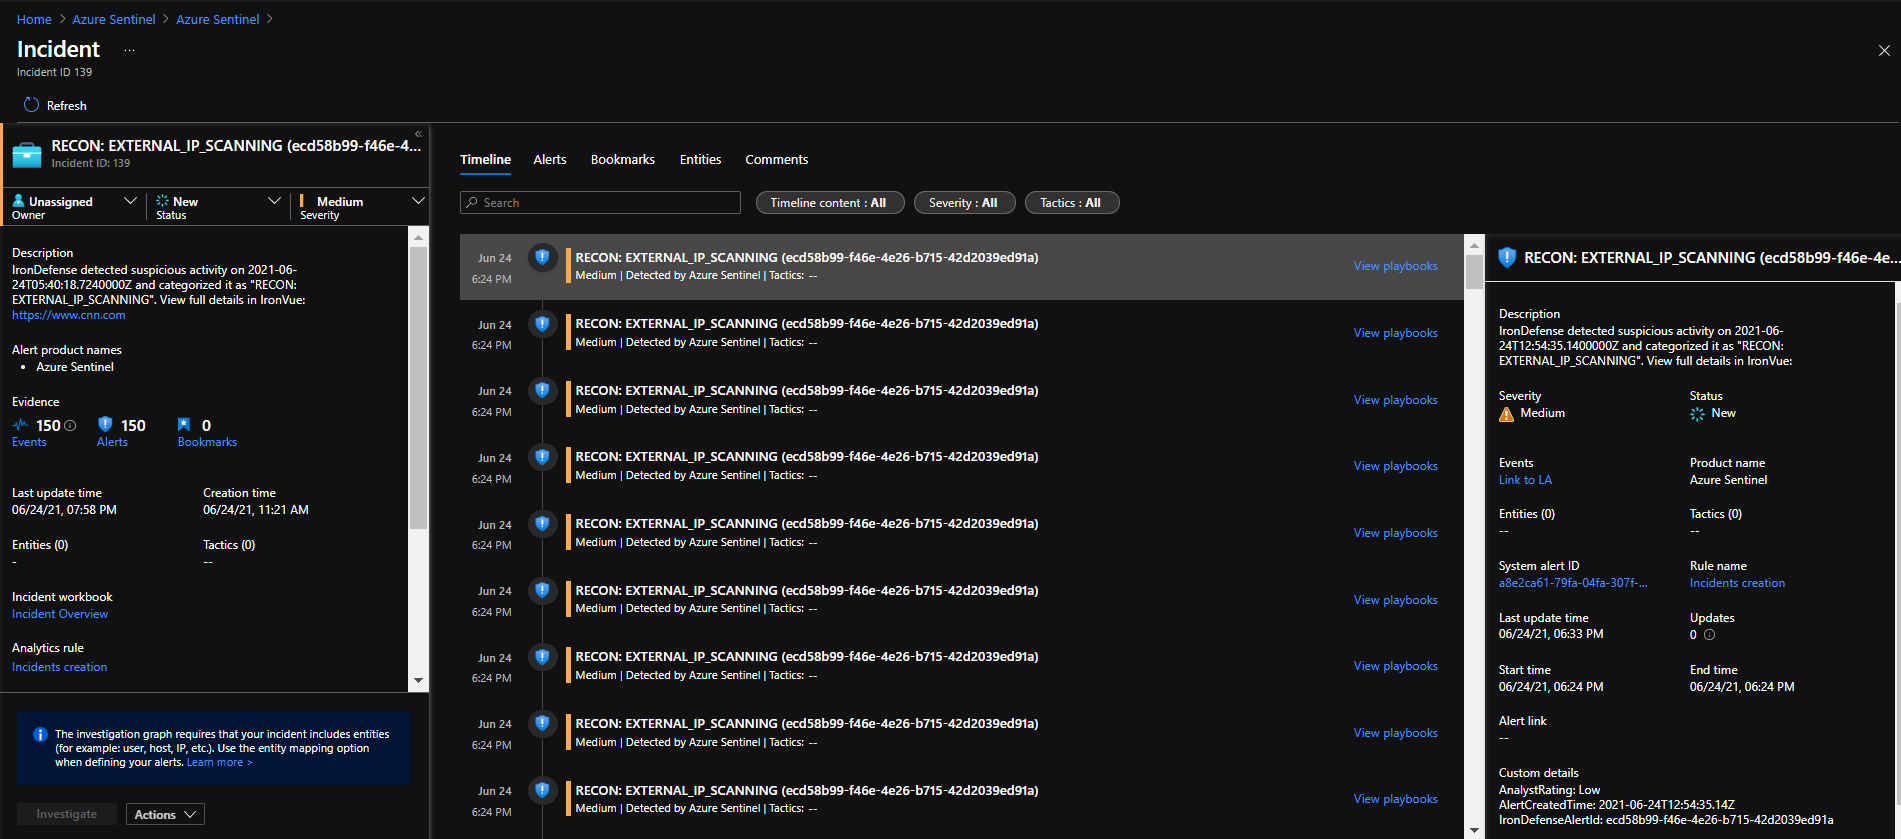 Home > Azure Sentinel > Azure Sentinel >
Incident ...
Incident ID 139
Refresh
RECON: EXTERNAL_IP_SCANNING (ecd58b99-f46e-4...
Incident ID: 139
Unassigned
Owner
New
Status
Medium
Severity
Description
IronDefense detected suspicious activity on 2021-06-
24T05:40:18.7240000Z and categorized it as "RECON:
EXTERNAL_IP_SCANNING". View full details in IronVue:
https://www.cnn.com
Alert product names
• Azure Sentinel
Evidence
150 150 0
Events Alerts Bookmarks
Last update time Creation time
06/24/21, 07:58 PM 06/24/21, 11:21 AM
Entities (0) Tactics (0)
- --
Incident workbook
Incident Overview
Analytics rule
Incidents creation
The investigation graph requires that your incident includes entities
(for example: user, host, IP, etc.). Use the entity mapping option
when defining your alerts. Learn more >
Investigate Actions
Timeline Alerts Bookmarks Entities Comments
Search Timeline content : All Severity : All Tactics : All
Jun 24 RECON: EXTERNAL_IP_SCANNING (ecd58b99-f46e-4e26-b715-42d2039ed91a) View playbooks
6:24 PM Medium | Detected by Azure Sentinel | Tactics: --
Jun 24 RECON: EXTERNAL_IP_SCANNING (ecd58b99-f46e-4e26-b715-42d2039ed91a) View playbooks
6:24 PM Medium | Detected by Azure Sentinel | Tactics: --
Jun 24 RECON: EXTERNAL_IP_SCANNING (ecd58b99-f46e-4e26-b715-42d2039ed91a) View playbooks
6:24 PM Medium | Detected by Azure Sentinel | Tactics: --
Jun 24 RECON: EXTERNAL_IP_SCANNING (ecd58b99-f46e-4e26-b715-42d2039ed91a) View playbooks
6:24 PM Medium | Detected by Azure Sentinel | Tactics: --
Jun 24 RECON: EXTERNAL_IP_SCANNING (ecd58b99-f46e-4e26-b715-42d2039ed91a) View playbooks
6:24 PM Medium | Detected by Azure Sentinel | Tactics: --
Jun 24 RECON: EXTERNAL_IP_SCANNING (ecd58b99-f46e-4e26-b715-42d2039ed91a) View playbooks
6:24 PM Medium | Detected by Azure Sentinel | Tactics: --
Jun 24 RECON: EXTERNAL_IP_SCANNING (ecd58b99-f46e-4e26-b715-42d2039ed91a) View playbooks
6:24 PM Medium | Detected by Azure Sentinel | Tactics: --
Jun 24 RECON: EXTERNAL_IP_SCANNING (ecd58b99-f46e-4e26-b715-42d2039ed91a) View playbooks
6:24 PM Medium | Detected by Azure Sentinel | Tactics: --
Jun 24 RECON: EXTERNAL_IP_SCANNING (ecd58b99-f46e-4e26-b715-42d2039ed91a) View playbooks
6:24 PM Medium | Detected by Azure Sentinel | Tactics: --
RECON: EXTERNAL_IP_SCANNING (ecd58b99-f46e-4e...
Description
IronDefense detected suspicious activity on 2021-06-
24T12:54:35.1400000Z and categorized it as "RECON:
EXTERNAL_IP_SCANNING". View full details in IronVue:
Severity Status
Medium New
Events Product name
Link to LA Azure Sentinel
Entities (0) Tactics (0)
-- --
System alert ID Rule name
a8e2ca61-79fa-04fa-307f-... Incidents creation
Last update time Updates
06/24/21, 06:33 PM 0
Start time End time
06/24/21, 06:24 PM 06/24/21, 06:24 PM
Alert link
--
Custom details
AnalystRating: Low
AlertCreatedTime: 2021-06-24T12:54:35.14Z
IronDefenseAlertId: ecd58b99-f46e-4e26-b715-42d2039ed91a